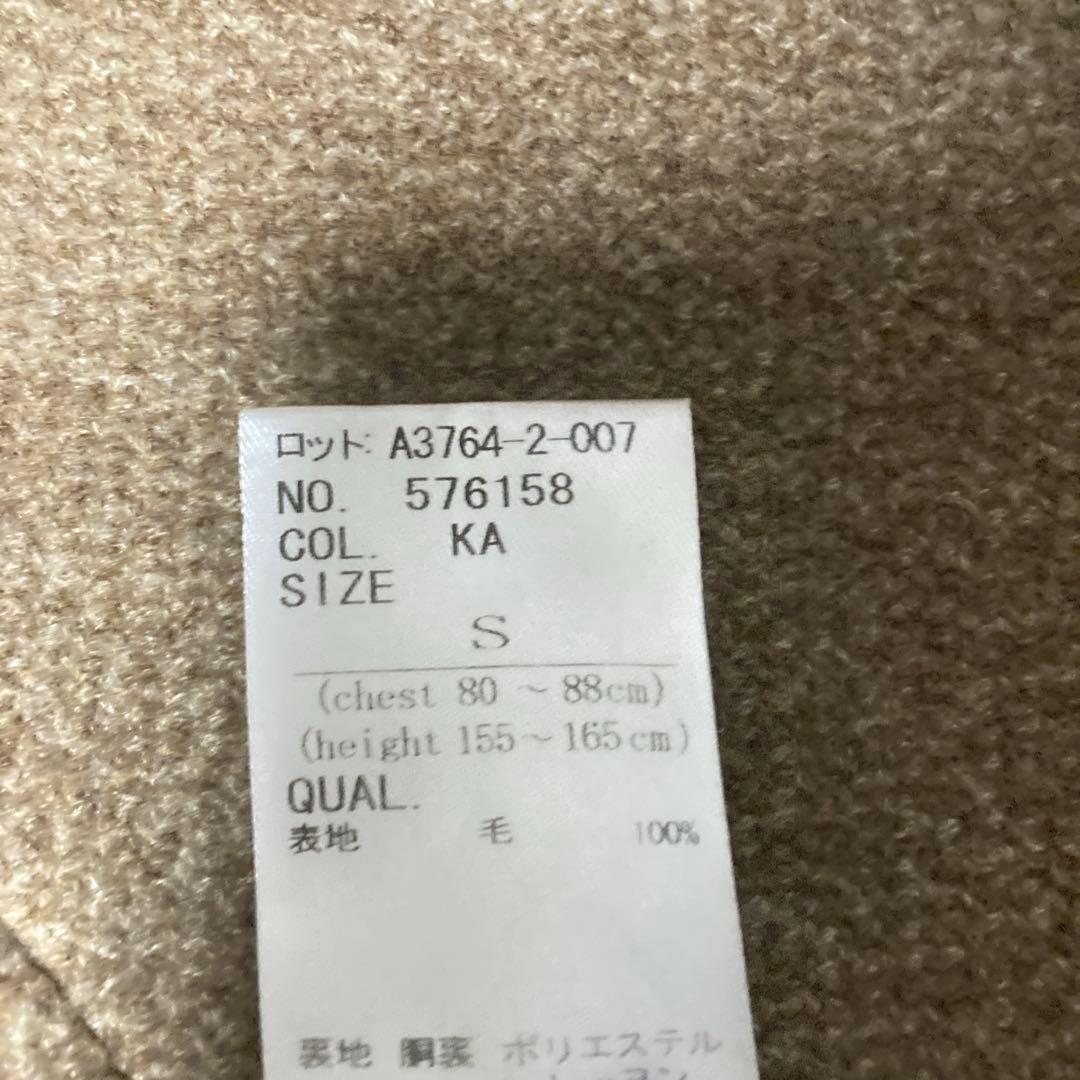 ロット: A3764-2-007
NO. 576158
COL. KA
SIZE
S
(chest 80 ~ 88cm)
(height 155~165cm)
QUAL.
表地 毛 100%
裏地 胴裏 ポリエステル